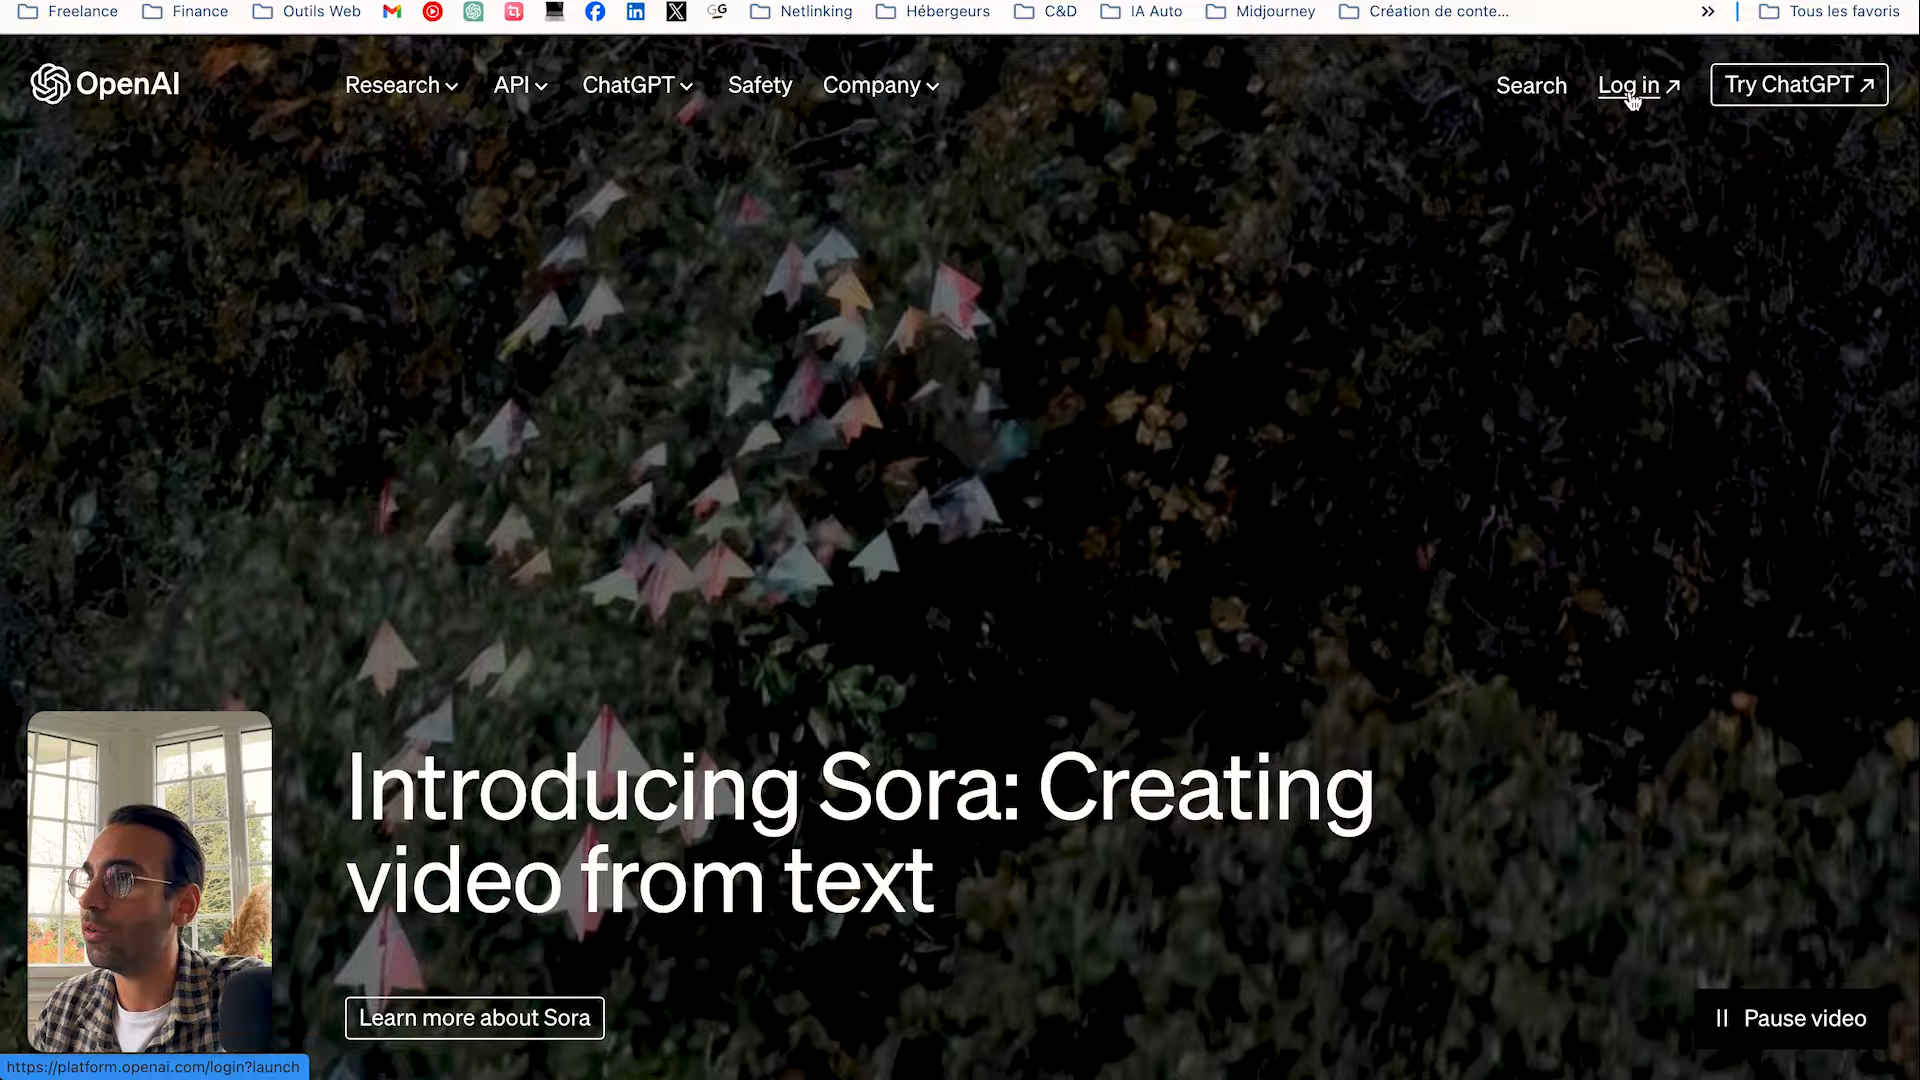 Freelance Finance Outils Web Netlinking Hébergeurs C&D IA Auto Midjourney Création de conte... Tous les favoris
OpenAI Research API ChatGPT Safety Company Search Log in Try ChatGPT
Introducing Sora: Creating
video from text
Learn more about Sora
Pause video
https://platform.openai.com/login?launch